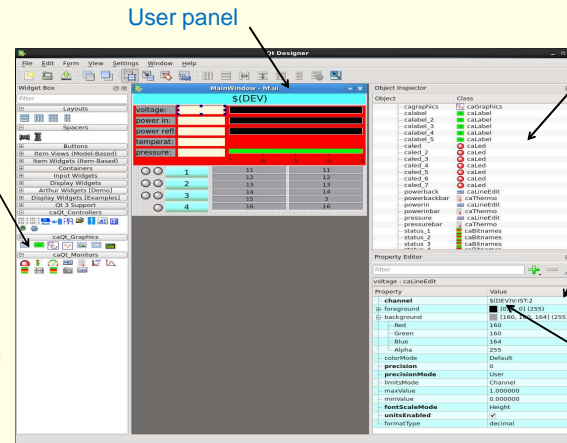 User panel
Qt Designer
File Edit Form View Settings Window Help
Widget Box
Filter
Layouts
Spacers
Buttons
Item Views (Model-Based)
Item Widgets (Item-Based)
Containers
Input Widgets
Display Widgets
Arthur Widgets [Demo]
Display Widgets [Examples]
Qt 3 Support
caQt_Controllers
caQt_Graphics
caQt_Monitors
MainWindow - hf.ui
$(DEV)
voltage:
power in:
power refl
temperat:
pressure:
1 11 11
2 12 12
13 13
3 14 14
15 3
4 16 16
Object Inspector
Object Class
cagraphics caGraphics
calabel caLabel
calabel_2 caLabel
calabel_3 caLabel
calabel_4 caLabel
calabel_5 caLabel
caled caLed
caled_2 caLed
caled_3 caLed
caled_4 caLed
caled_5 caLed
caled_6 caLed
caled_7 caLed
powerback caLineEdit
powerbackbar caThermo
powerin caLineEdit
powerinbar caThermo
pressure caLineEdit
pressurebar caThermo
status_1 caBitnames
status_2 caBitnames
status_3 caBitnames
Property Editor
Filter
voltage : caLineEdit
Property Value
channel $(DEV)V:IST:2
foreground [0, 0, 0] (255)
background [160, 160, 164] (255)
Red 160
Green 160
Blue 164
Alpha 255
colorMode Default
precision 0
precisionMode User
limitsMode Channel
maxValue 1.000000
minValue 0.000000
fontScaleMode Height
unitsEnabled
formatType decimal